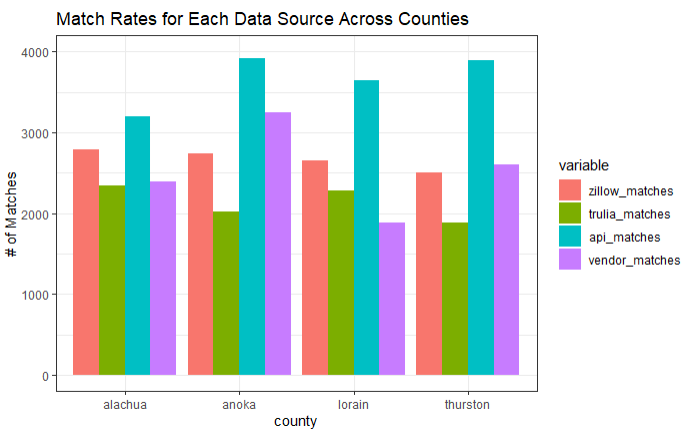 Match Rates for Each Data Source Across Counties
# of Matches
4000
3000
2000
1000
0
alachua
anoka
lorain
thurston
county
variable
zillow_matches
trulia_matches
api_matches
vendor_matches